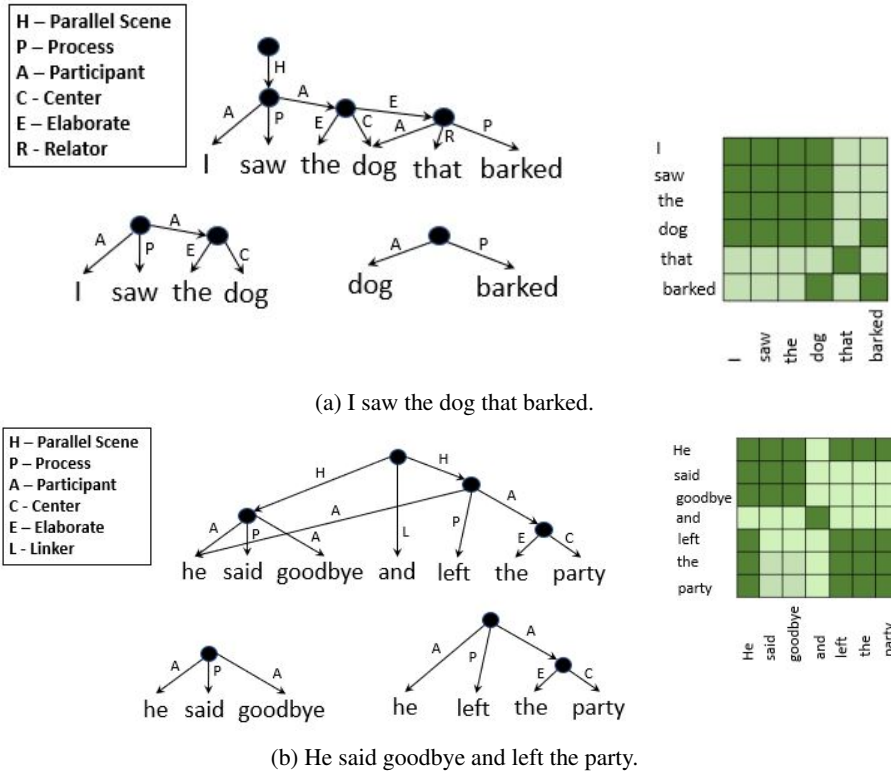 H – Parallel Scene
P – Process
A – Participant
C - Center
E – Elaborate
R - Relator
H
A
A
P
E
E
C
A
R
P
I saw the dog that barked
A
P
A
E
C
I saw the dog
A
P
dog barked
I
saw
the
dog
that
barked
I saw the dog that barked
(a) I saw the dog that barked.
H – Parallel Scene
P – Process
A – Participant
C - Center
E – Elaborate
L - Linker
H
H
A
A
P
A
L
P
A
E
C
he said goodbye and left the party
A
P
A
he said goodbye
A
P
A
E
C
he left the party
He
said
goodbye
and
left
the
party
He said goodbye and left the party
(b) He said goodbye and left the party.